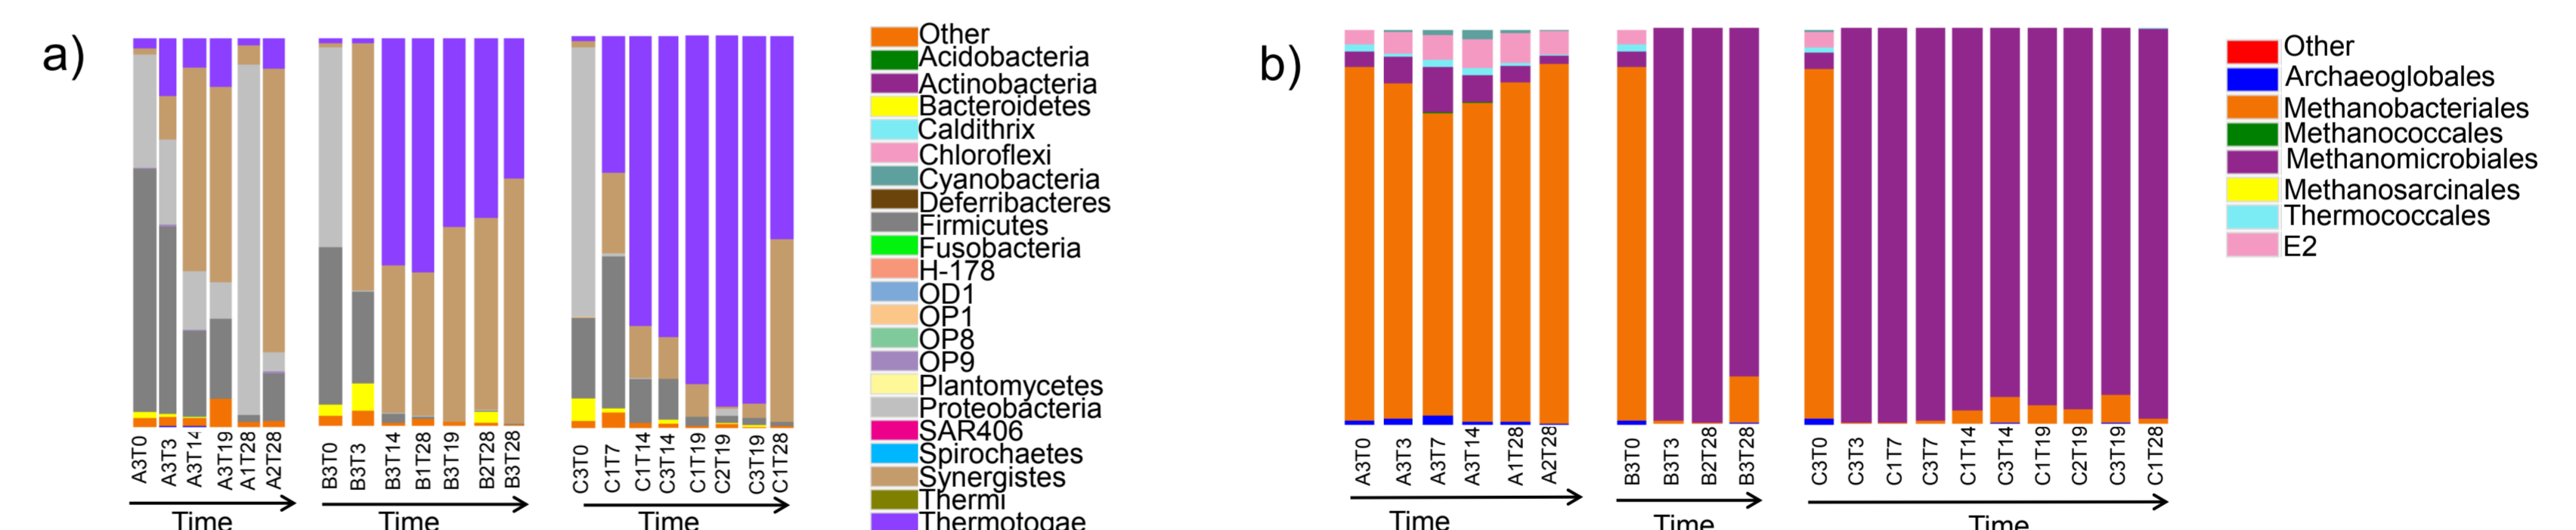 a)
A3T0
A3T3
A3T14
A3T19
A1T28
A2T28
Time
B3T0
B3T3
B3T14
B1T28
B3T19
B2T28
B3T28
Time
C3T0
C1T7
C1T14
C3T14
C1T19
C2T19
C3T19
C1T28
Time
Other
Acidobacteria
Actinobacteria
Bacteroidetes
Caldithrix
Chloroflexi
Cyanobacteria
Deferribacteres
Firmicutes
Fusobacteria
H-178
OD1
OP1
OP8
OP9
Plantomycetes
Proteobacteria
SAR406
Spirochaetes
Synergistes
Thermi
Thermotogae
b)
A3T0
A3T3
A3T7
A3T14
A1T28
A2T28
Time
B3T0
B3T3
B2T28
B3T28
Time
C3T0
C3T3
C1T7
C3T7
C1T14
C3T14
C1T19
C2T19
C3T19
C1T28
Time
Other
Archaeoglobales
Methanobacteriales
Methanococcales
Methanomicrobiales
Methanosarcinales
Thermococcales
E2